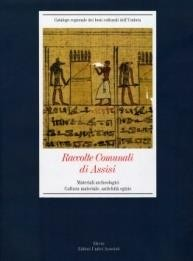 Catalogo regionale dei beni culturali dell'Umbria
Raccolte Comunali
di Assisi
Materiali archeologici
Cultura materiale, antichità egizie
Electa
Editori Umbri Associati